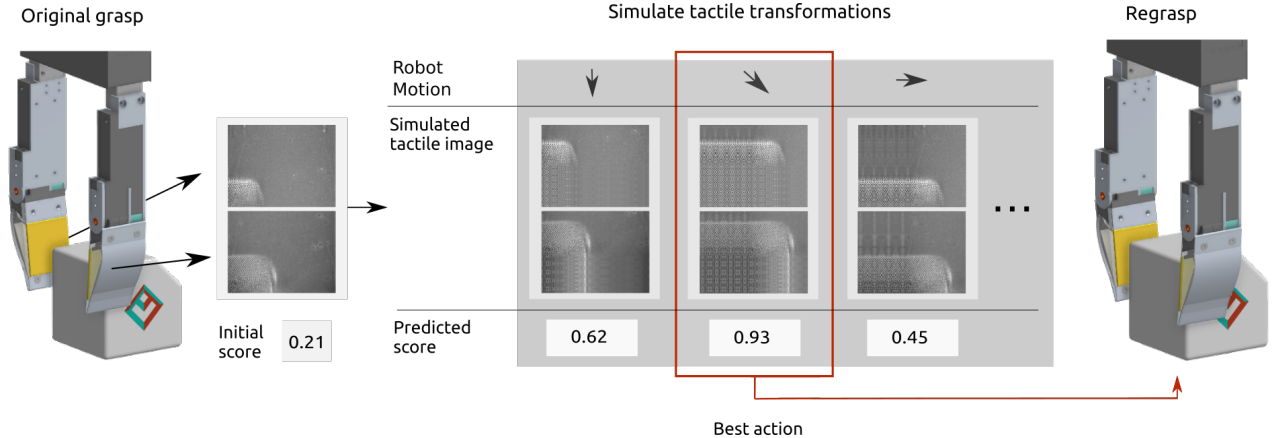 Original grasp
Simulate tactile transformations
Regrasp
Robot
Motion
Simulated
tactile image
...
Initial
score
0.21
Predicted
score
0.62
0.93
0.45
Best action